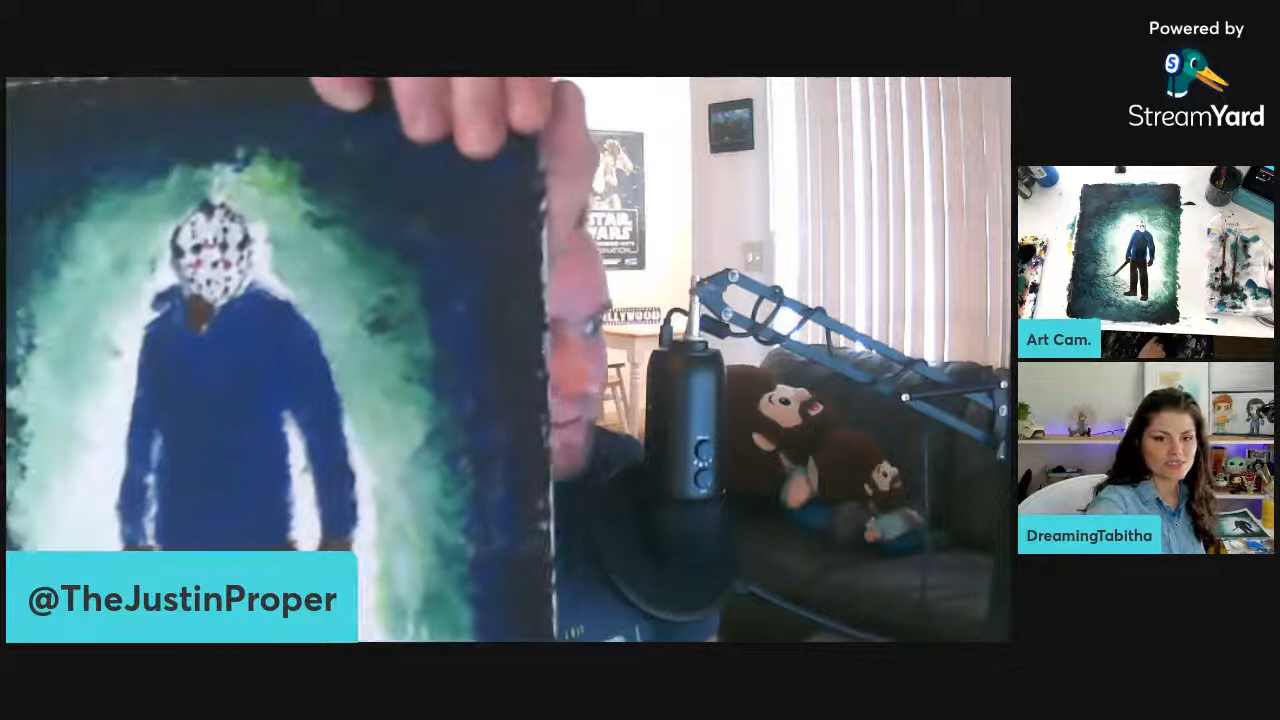 Powered by
StreamYard
STAR
WARS
Art Cam.
DreamingTabitha
@TheJustinProper